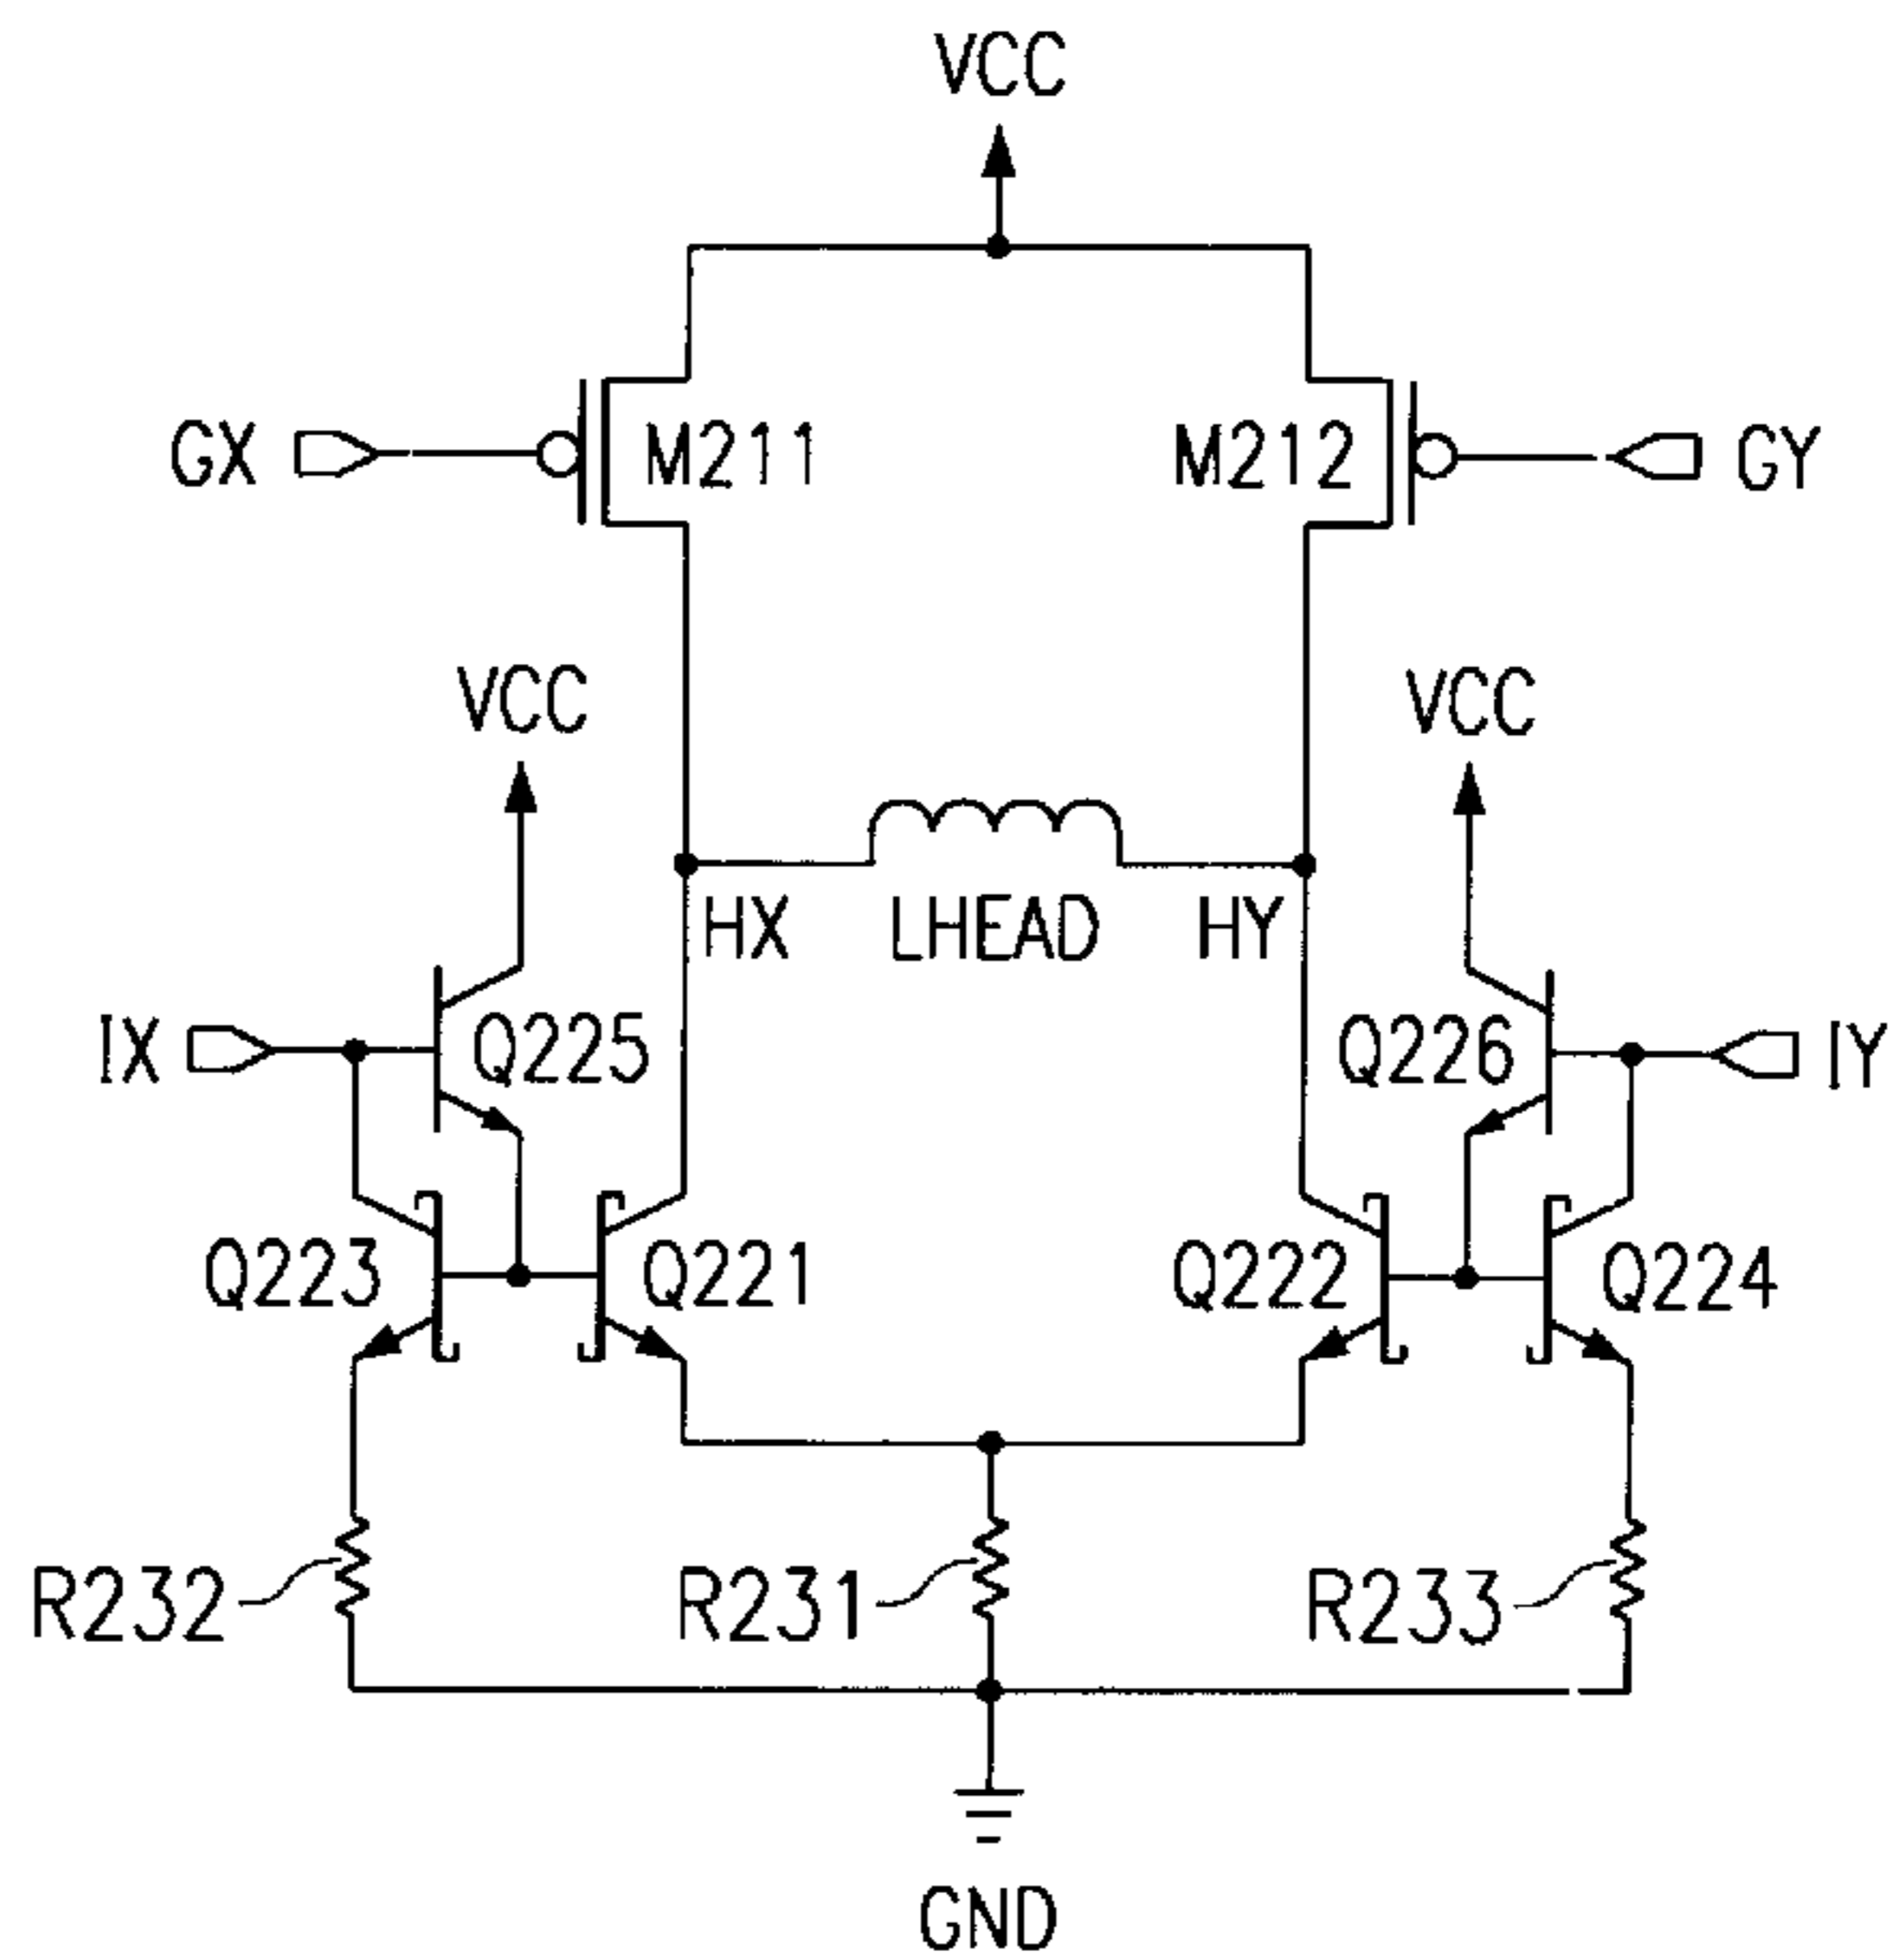 VCC
GX
M211
M212
GY
VCC
VCC
HX
LHEAD
HY
IX
Q225
Q226
IY
Q223
Q221
Q222
Q224
R232
R231
R233
GND